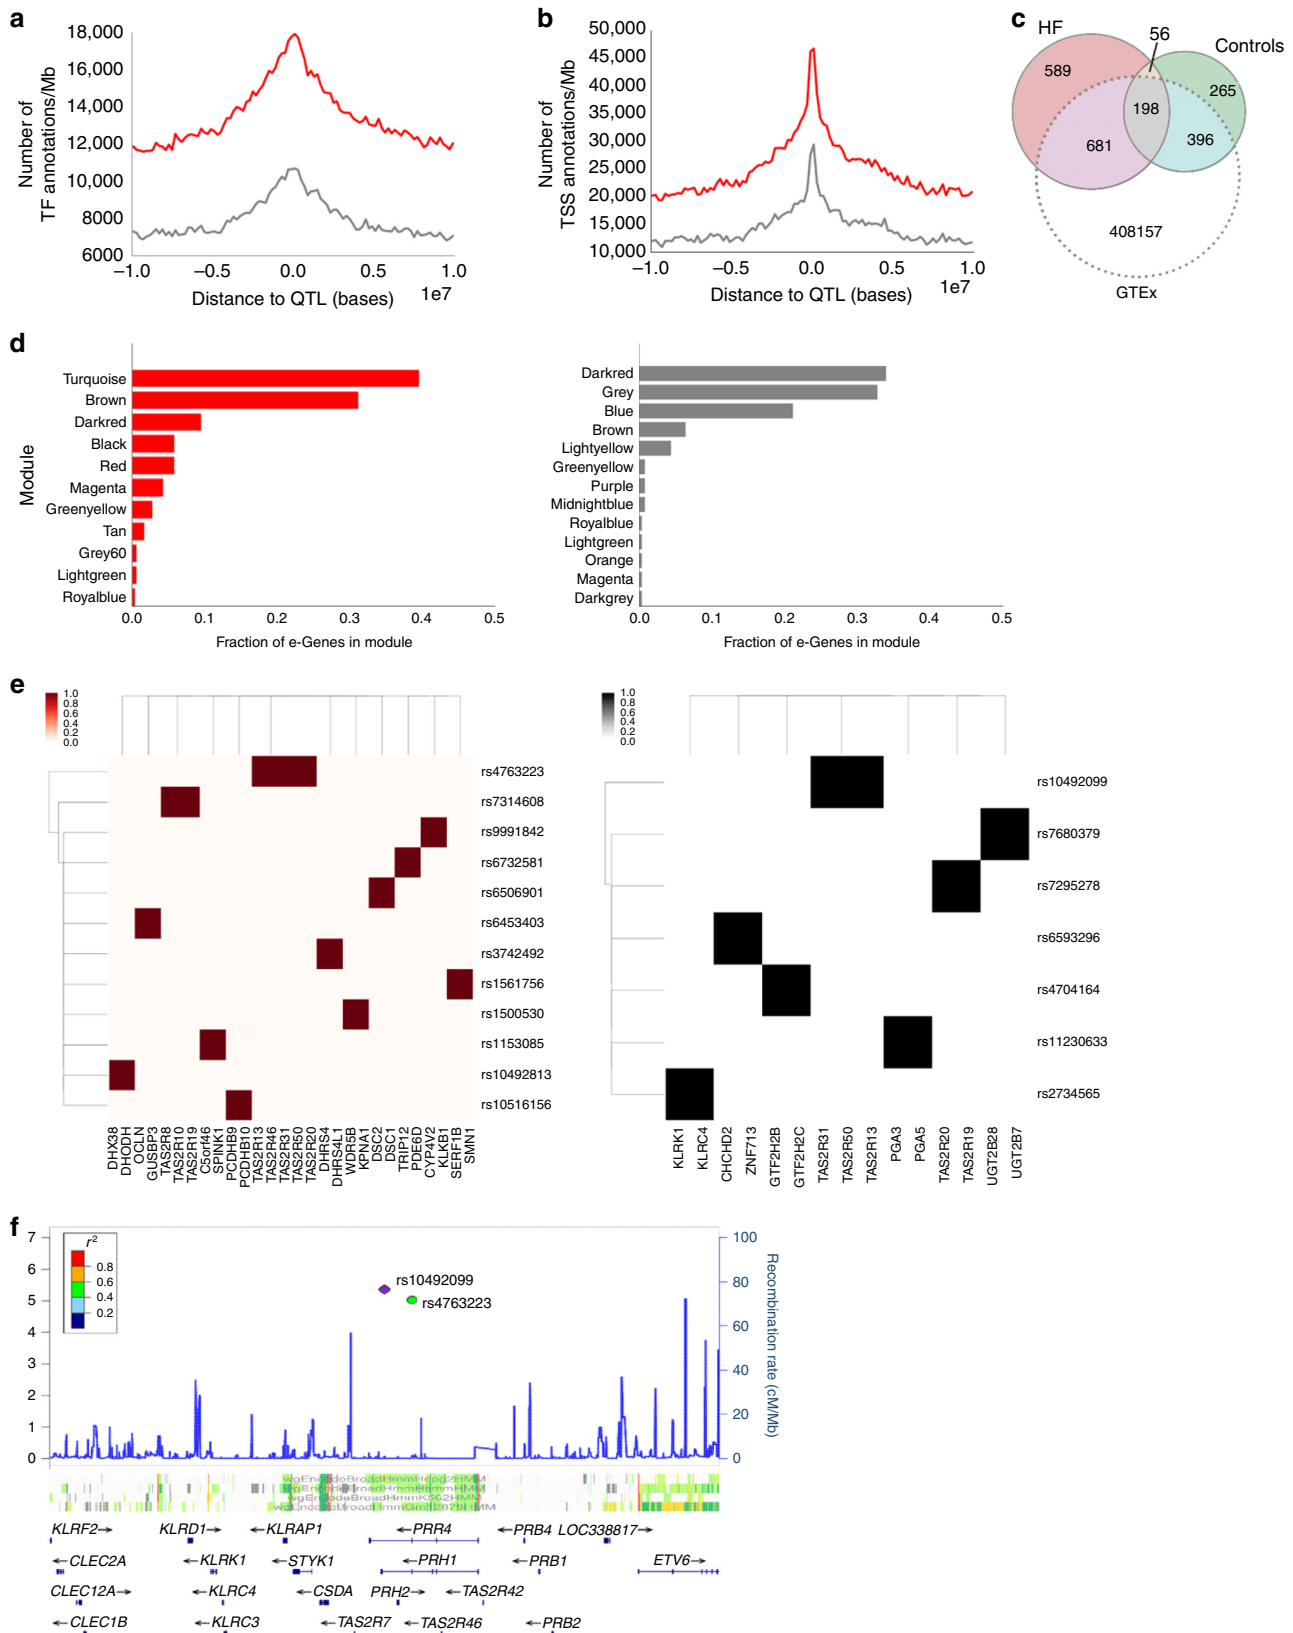 a
18,000
16,000
14,000
12,000
10,000
8000
6000
Number of
TF annotations/Mb
−1.0 −0.5 0.0 0.5 1.0
1e7
Distance to QTL (bases)
b
50,000
45,000
40,000
35,000
30,000
25,000
20,000
15,000
10,000
Number of
TSS annotations/Mb
−1.0 −0.5 0.0 0.5 1.0
1e7
Distance to QTL (bases)
c
HF
56
Controls
589
265
198
681
396
408157
GTEx
d
Module
Turquoise
Brown
Darkred
Black
Red
Magenta
Greenyellow
Tan
Grey60
Lightgreen
Royalblue
0.0 0.1 0.2 0.3 0.4 0.5
Fraction of e-Genes in module
Darkred
Grey
Blue
Brown
Lightyellow
Greenyellow
Purple
Midnightblue
Royalblue
Lightgreen
Orange
Magenta
Darkgrey
0.0 0.1 0.2 0.3 0.4 0.5
Fraction of e-Genes in module
e
1.0
0.8
0.6
0.4
0.2
0.0
rs4763223
rs7314608
rs9991842
rs6732581
rs6506901
rs6453403
rs3742492
rs1561756
rs1500530
rs1153085
rs10492813
rs10516156
DHX38
DHODH
OCLN
GUSBP3
TAS2R8
TAS2R10
TAS2R19
C5orf46
SPINK1
PCDHB9
PCDHB10
TAS2R13
TAS2R46
TAS2R31
TAS2R50
TAS2R20
DHRS4
DHRS4L1
WDR5B
KPNA1
DSC2
DSC1
TRIP12
PDE6D
CYP4V2
KLKB1
SERF1B
SMN1
1.0
0.8
0.6
0.4
0.2
0.0
rs10492099
rs7680379
rs7295278
rs6593296
rs4704164
rs11230633
rs2734565
KLRK1
KLRC4
CHCHD2
ZNF713
GTF2H2B
GTF2H2C
TAS2R31
TAS2R50
TAS2R13
PGA3
PGA5
TAS2R20
TAS2R19
UGT2B28
UGT2B7
f
7
6
5
4
3
2
1
0
r²
0.8
0.6
0.4
0.2
rs10492099
rs4763223
100
80
60
40
20
0
Recombination rate (cM/Mb)
wgEncodeBroadHmmHepg2HMM
wgEncodeBroadHmmHsmmHMM
wgEncodeBroadHmmK562HMM
wgEncodeBroadHmmGm12878HMM
KLRF2→ KLRD1→ ←KLRAP1 ←PRR4 ←PRB4 LOC338817→
←CLEC2A ←KLRK1 ←STYK1 ←PRH1 ←PRB1 ETV6→
CLEC12A→ ←KLRC4 ←CSDA PRH2→ ←TAS2R42
←CLEC1B ←KLRC3 ←TAS2R7 ←TAS2R46 ←PRB2